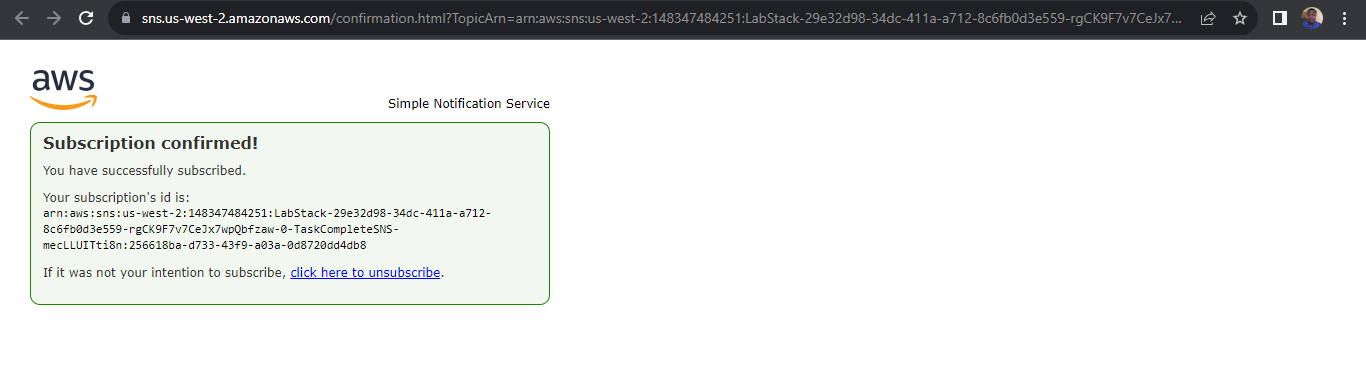 sns.us-west-2.amazonaws.com/confirmation.html?TopicArn=arn:aws:sns:us-west-2:148347484251:LabStack-29e32d98-34dc-411a-a712-8c6fb0d3e559-rgCK9F7v7CeJx7...
aws
Simple Notification Service
Subscription confirmed!
You have successfully subscribed.
Your subscription's id is:
arn:aws:sns:us-west-2:148347484251:LabStack-29e32d98-34dc-411a-a712-
8c6fb0d3e559-rgCK9F7v7CeJx7wpQbfzaw-0-TaskCompleteSNS-
mecLLUITti8n:256618ba-d733-43f9-a03a-0d8720dd4db8
If it was not your intention to subscribe, click here to unsubscribe.